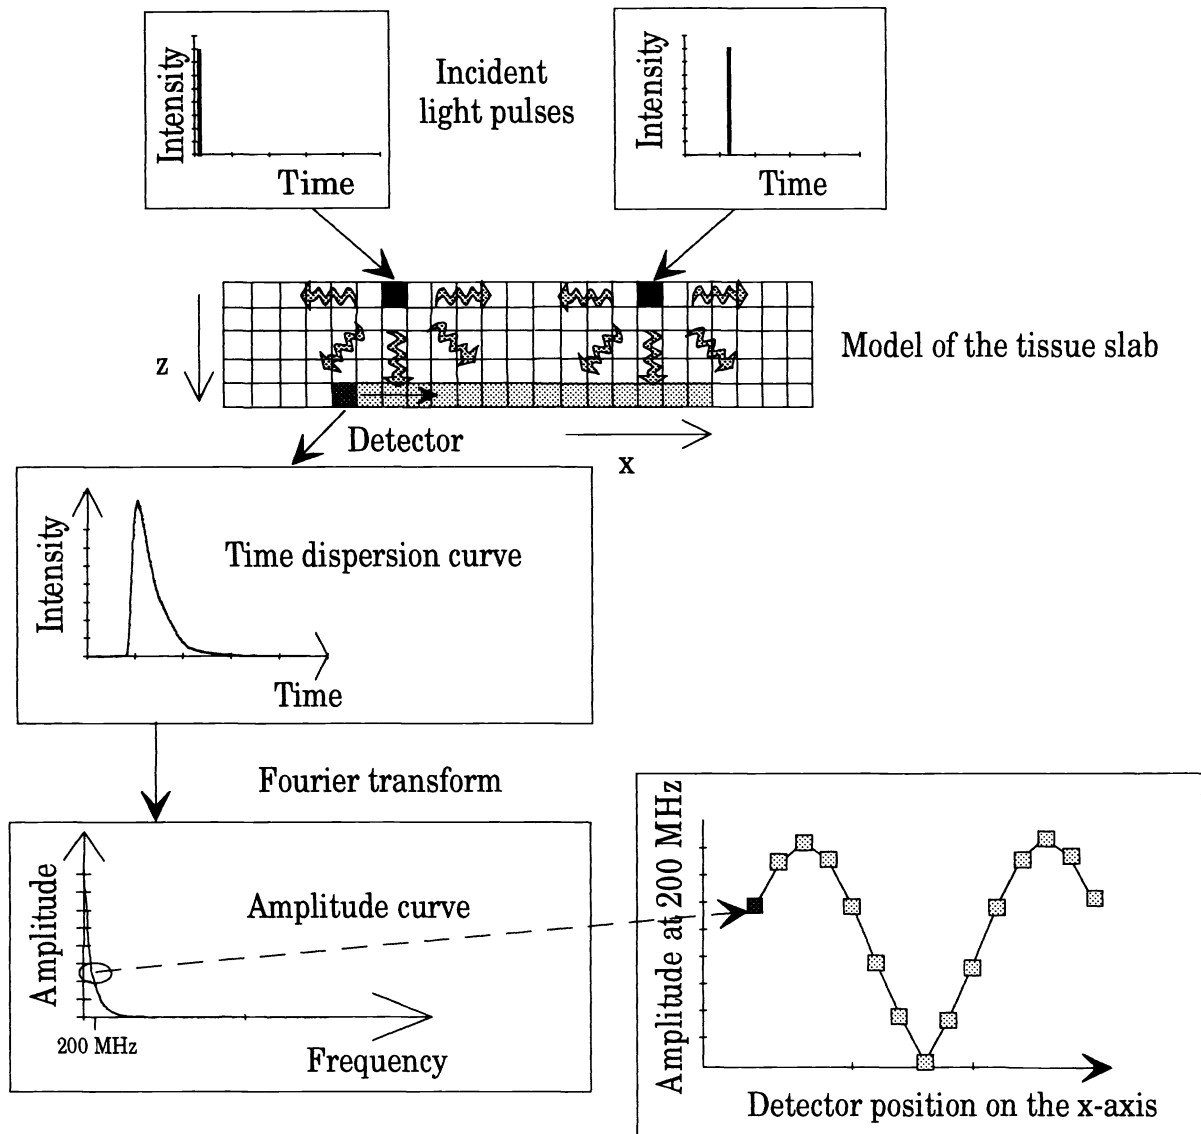 Intensity
Time
Incident
light pulses
Intensity
Time
z
Model of the tissue slab
Detector
x
Intensity
Time dispersion curve
Time
Fourier transform
Amplitude
Amplitude curve
200 MHz
Frequency
Amplitude at 200 MHz
Detector position on the x-axis